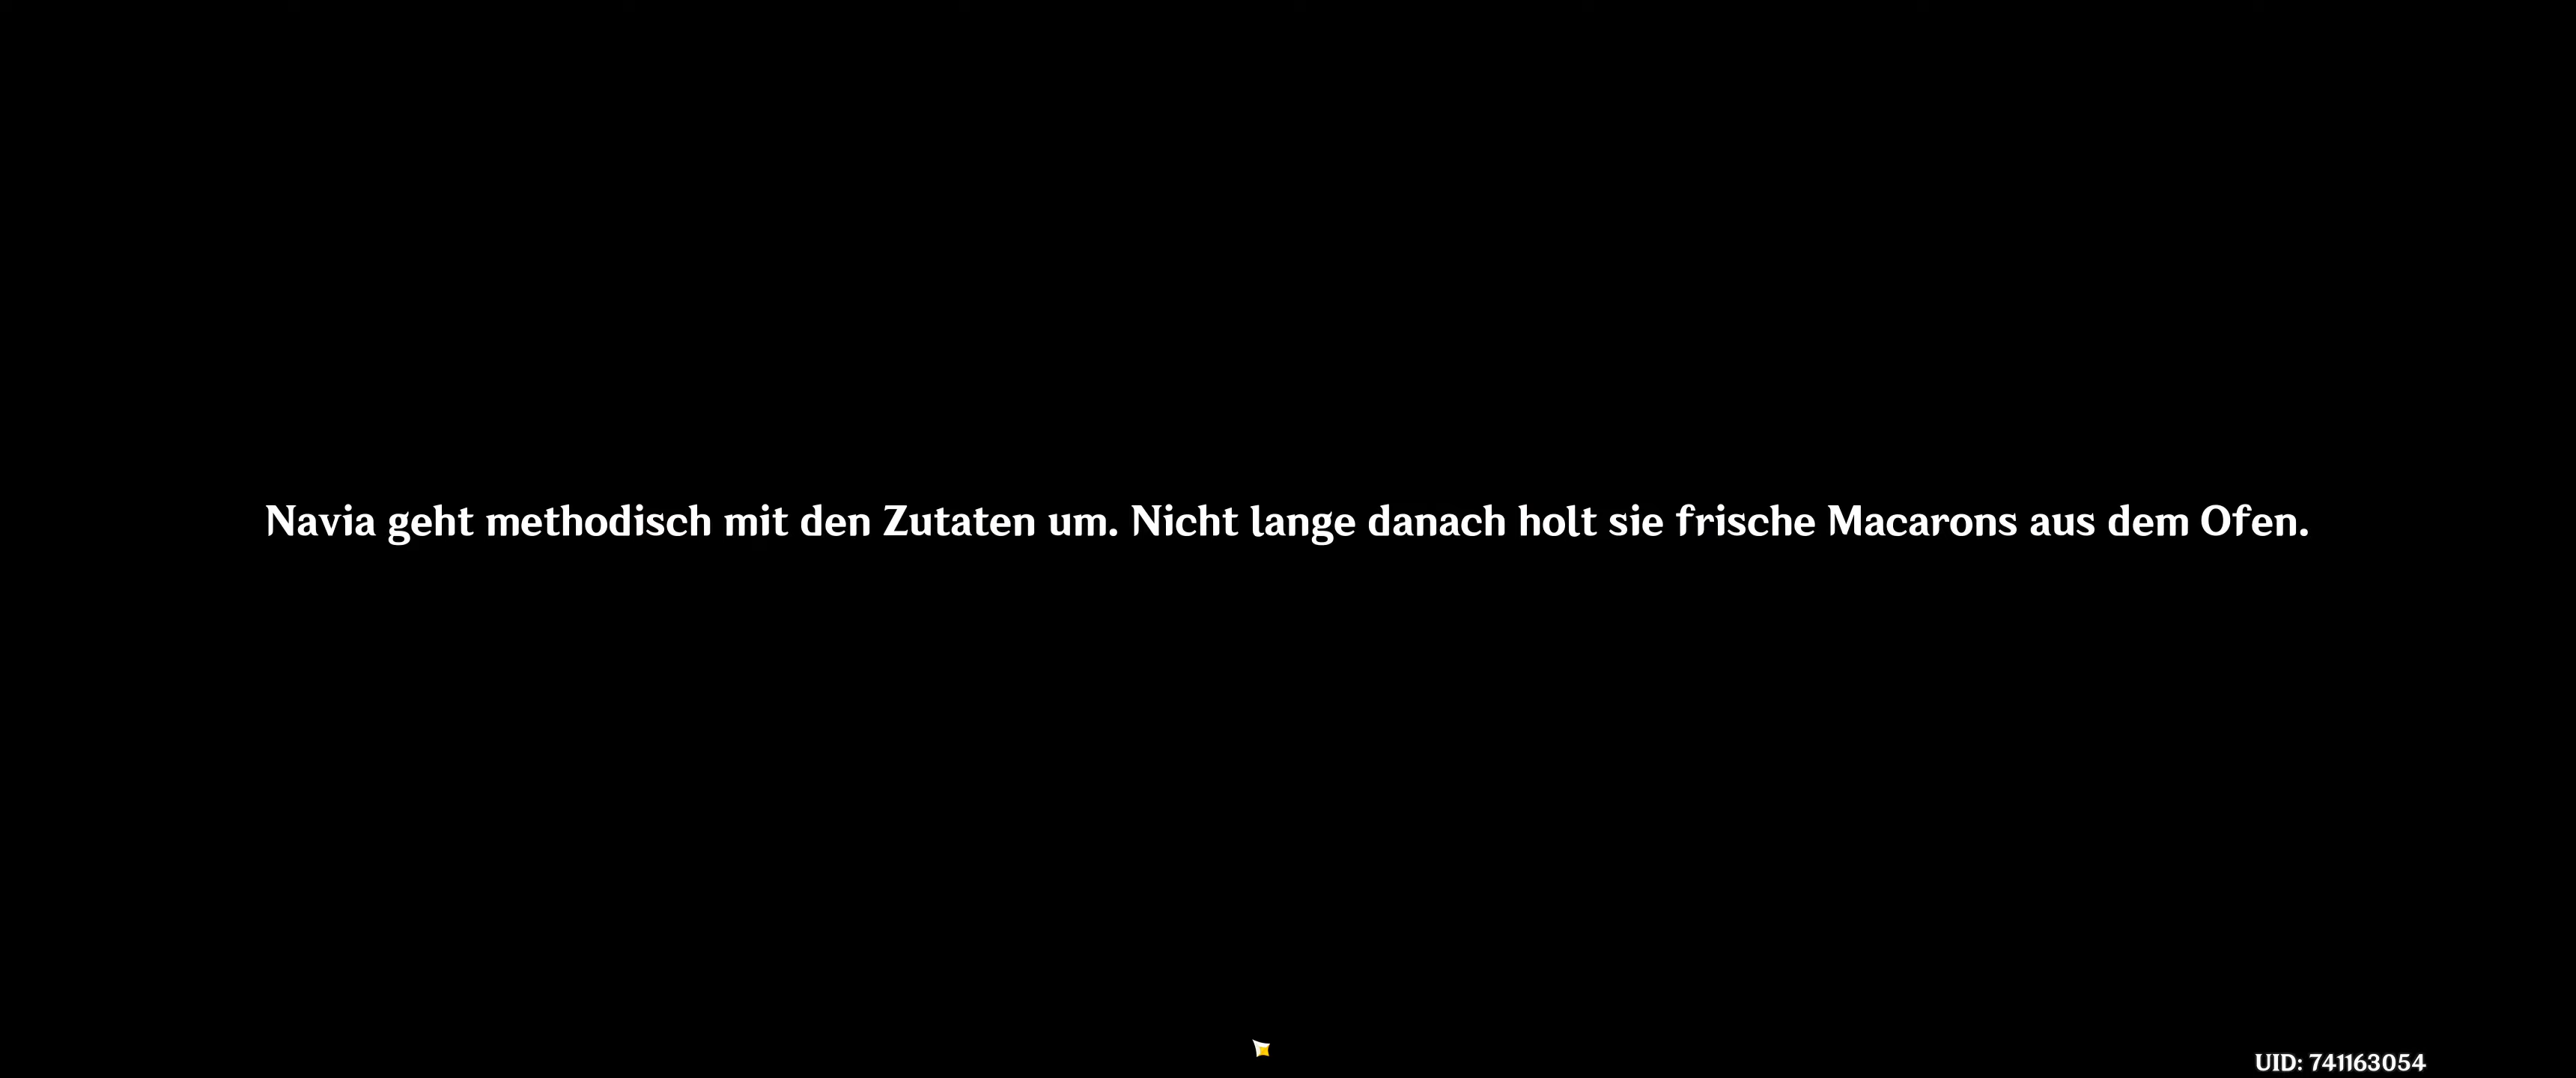 Navia geht methodisch mit den Zutaten um. Nicht lange danach holt sie frische Macarons aus dem Ofen.
UID: 741163054